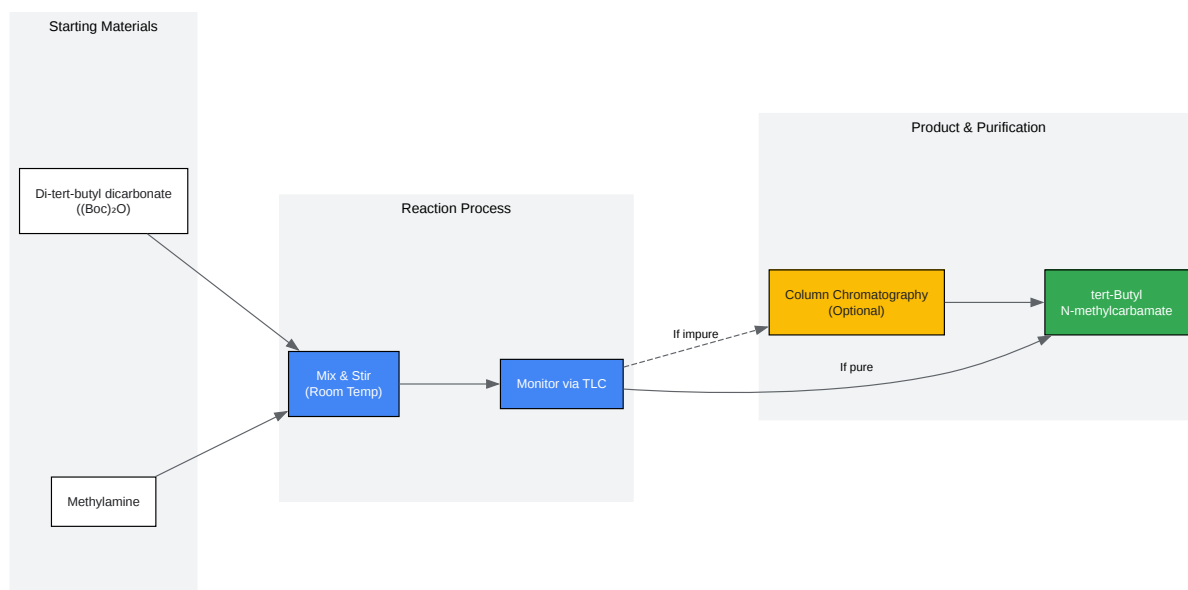 Starting Materials
Di-tert-butyl dicarbonate
((Boc)₂O)
Methylamine
Reaction Process
Mix & Stir
(Room Temp)
Monitor via TLC
If impure
If pure
Product & Purification
Column Chromatography
(Optional)
tert-Butyl
N-methylcarbamate